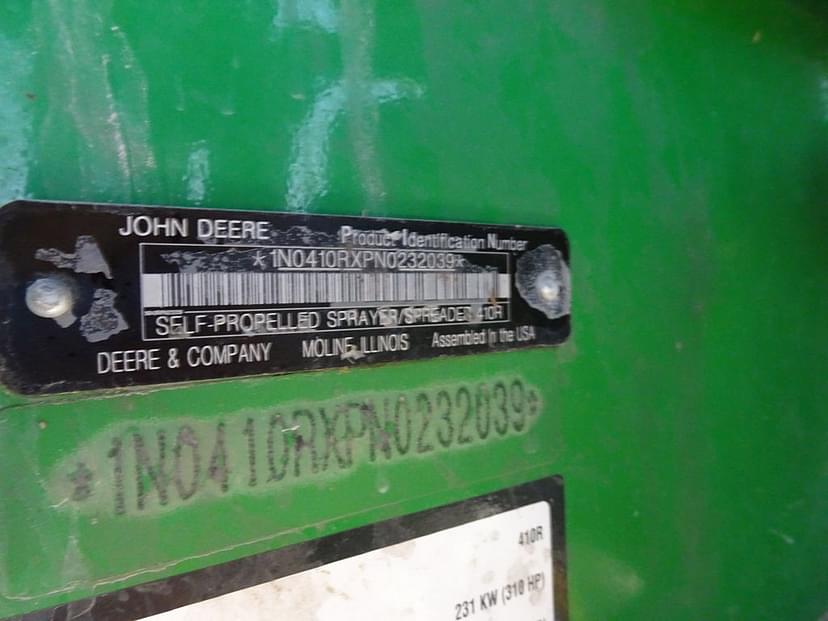 JOHN DEERE
Product Identification Number
*1N0410RXPN0232039*
SELF-PROPELLED SPRAYER/SPREADER 410R
DEERE & COMPANY MOLINE, ILLINOIS Assembled in the USA
*1N0410RXPN0232039*
410R
231 KW (310 HP)